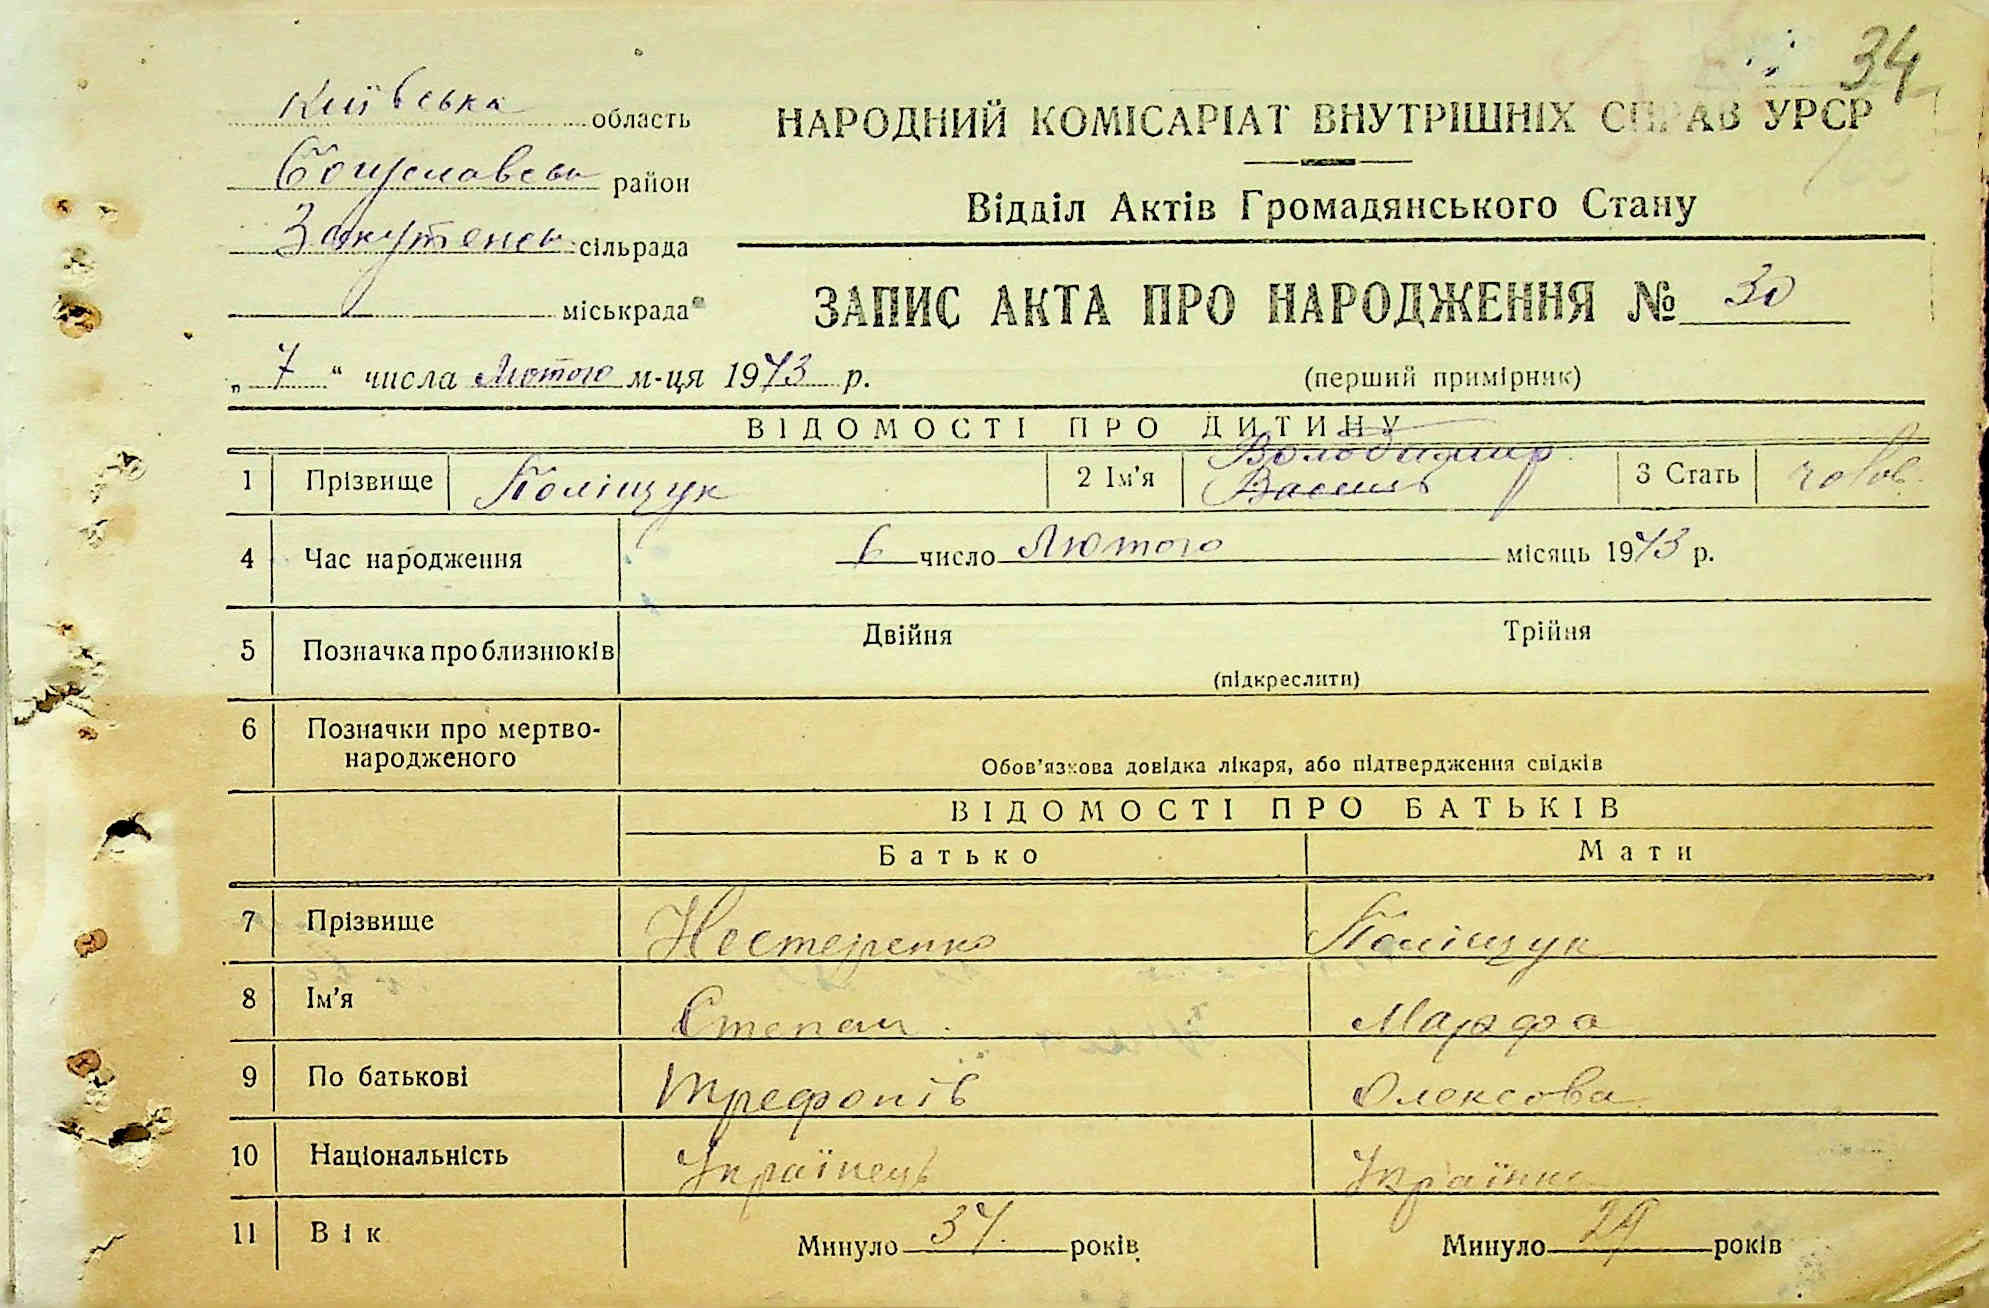 34
Київська область
НАРОДНИЙ КОМІСАРІАТ ВНУТРІШНІХ СПРАВ УРСР
Богуславськ район
Відділ Актів Громадянського Стану
Закутенськ сільрада
міськрада
ЗАПИС АКТА ПРО НАРОДЖЕННЯ № 30
„ 7 “ числа Лютого м-ця 1943 р.
(перший примірник)
ВІДОМОСТІ ПРО ДИТИНУ
1 Прізвище Поліщук 2 Ім'я Володимир Василь 3 Стать чолов.
4 Час народження 6 число Лютого місяць 1943 р.
5 Позначка про близнюків Двійня Трійня
(підкреслити)
6 Позначки про мертво-
народженого
Обов'язкова довідка лікаря, або підтвердження свідків
ВІДОМОСТІ ПРО БАТЬКІВ
Батько Мати
7 Прізвище Нестеренко Поліщук
8 Ім'я Степан Марфа
9 По батькові Трефонів Олексова
10 Національність Українець Українка
11 Вік Минуло 37 років Минуло 29 років